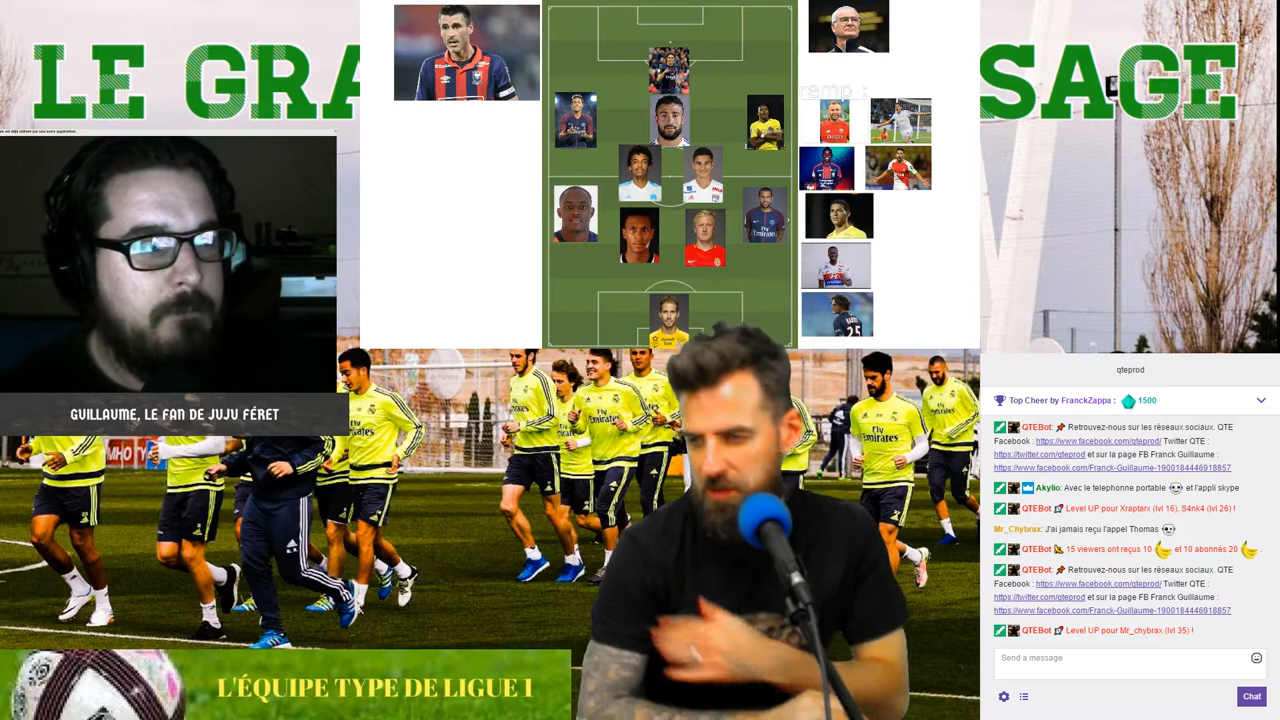 LE GRA
SAGE
remp :
Fly Emirates
25
GUILLAUME, LE FAN DE JUJU FÉRET
L'ÉQUIPE TYPE DE LIGUE 1
qteprod
Top Cheer by FranckZappa : 1500
QTEBot: Retrouvez-nous sur les réseaux sociaux. QTE
Facebook : https://www.facebook.com/qteprod/ Twitter QTE :
https://twitter.com/qteprod et sur la page FB Franck Guillaume :
https://www.facebook.com/Franck-Guillaume-1900184446918857
Akylio: Avec le telephonne portable et l'appli skype
QTEBot Level UP pour Xraptarx (lvl 16), S4nk4 (lvl 26) !
Mr_Chybrax: J'ai jamais reçu l'appel Thomas
QTEBot 15 viewers ont reçus 10 et 10 abonnés 20 .
QTEBot: Retrouvez-nous sur les réseaux sociaux. QTE
Facebook : https://www.facebook.com/qteprod/ Twitter QTE :
https://twitter.com/qteprod et sur la page FB Franck Guillaume :
https://www.facebook.com/Franck-Guillaume-1900184446918857
QTEBot Level UP pour Mr_chybrax (lvl 35) !
Send a message
Chat